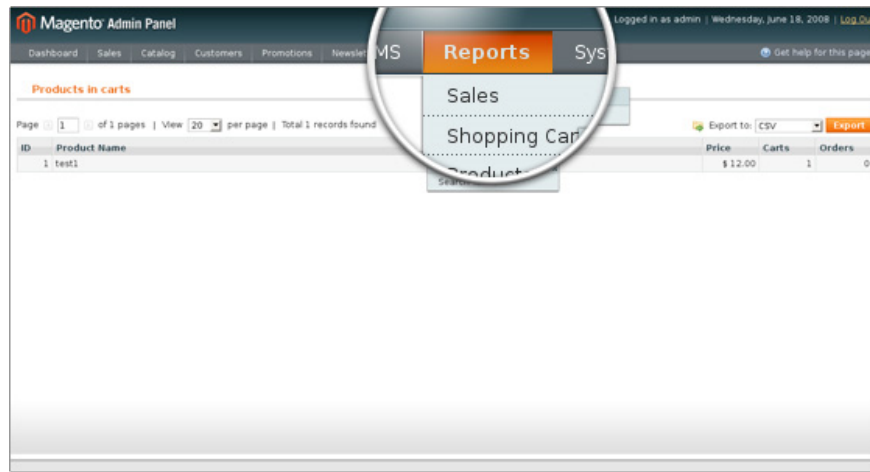 Magento Admin Panel
Logged in as admin | Wednesday, June 18, 2008 | Log Ou
Dashboard Sales Catalog Customers Promotions Newslet MS Reports Sys Get help for this page
Sales
Shopping Car
Products
Search
Products in carts
Page 1 of 1 pages | View 20 per page | Total 1 records found Export to: CSV Export
ID Product Name Price Carts Orders
1 test1 $12.00 1 0